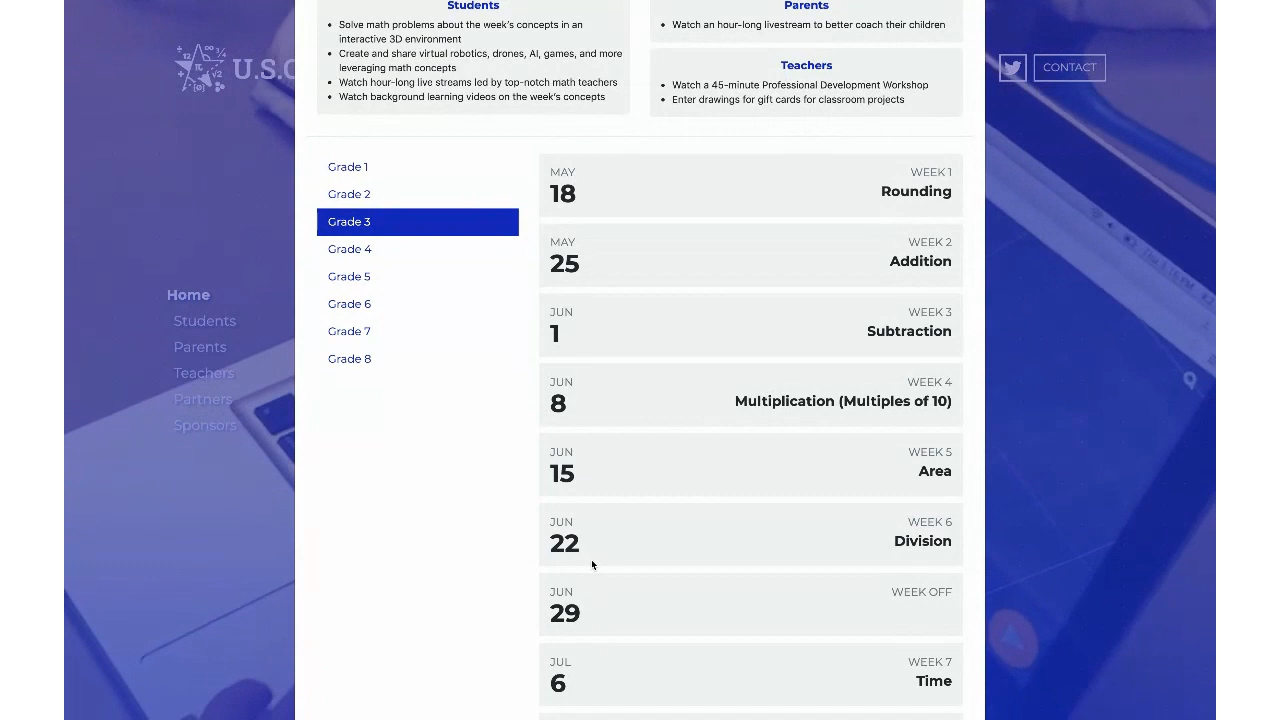 Students
Solve math problems about the week's concepts in an
interactive 3D environment
Create and share virtual robotics, drones, AI, games, and more
leveraging math concepts
Watch hour-long live streams led by top-notch math teachers
Watch background learning videos on the week's concepts
Parents
Watch an hour-long livestream to better coach their children
Teachers
Watch a 45-minute Professional Development Workshop
Enter drawings for gift cards for classroom projects
U.S.
CONTACT
Home
Students
Parents
Teachers
Partners
Sponsors
Grade 1
Grade 2
Grade 3
Grade 4
Grade 5
Grade 6
Grade 7
Grade 8
MAY WEEK 1
18 Rounding
MAY WEEK 2
25 Addition
JUN WEEK 3
1 Subtraction
JUN WEEK 4
8 Multiplication (Multiples of 10)
JUN WEEK 5
15 Area
JUN WEEK 6
22 Division
JUN WEEK OFF
29
JUL WEEK 7
6 Time